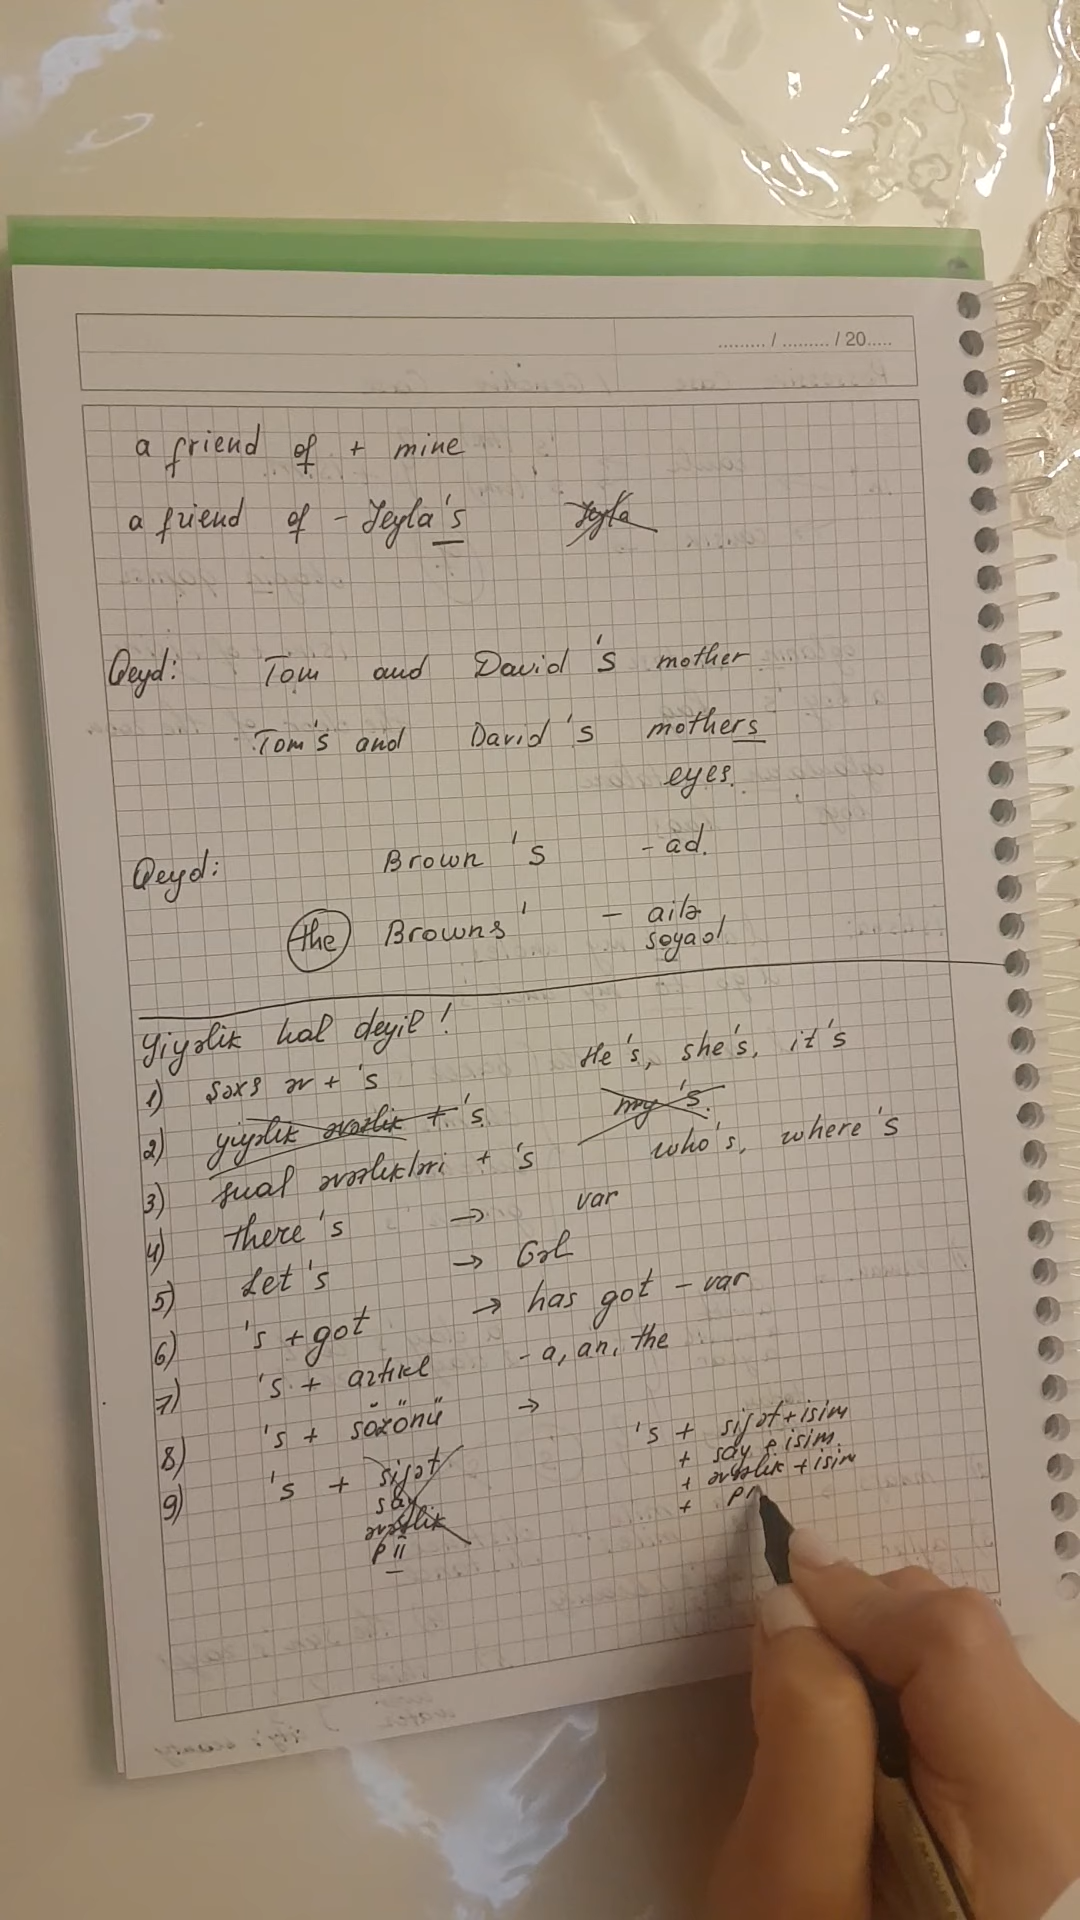 ......... / ......... / 20.....
a friend of + mine
a friend of - Leyla's Leyla
Qeyd: Tom and David 's mother
Tom's and David 's mothers
eyes.
Qeyd: Brown 's - ad.
the Browns' - ailə
soyad
Yiyəlik hal deyil !
1) şəxs əv + 's He's, she's, it's
2) yiyəlik əvəzlik + 's my 's.
3) sual əvəzlikləri + 's who's, where's
4) there 's → var
5) Let 's → Gəl
6) 's + got → has got - var
7) 's + artikl - a, an, the
8) 's + sözönü →
9) 's + sifət 's + sifət + isim
say + say + isim
əvəzlik + əvəzlik + isim
P II + P